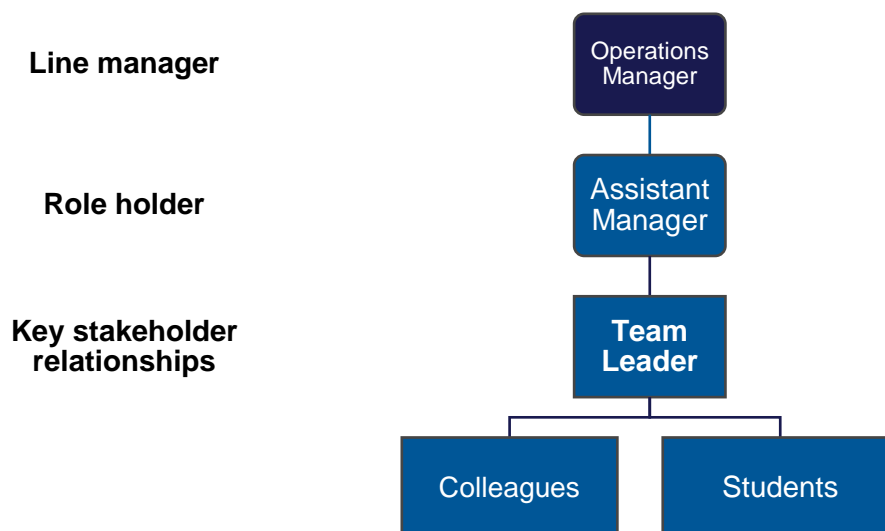 Line manager
Operations
Manager
Role holder
Assistant
Manager
Key stakeholder
relationships
Team
Leader
Colleagues
Students